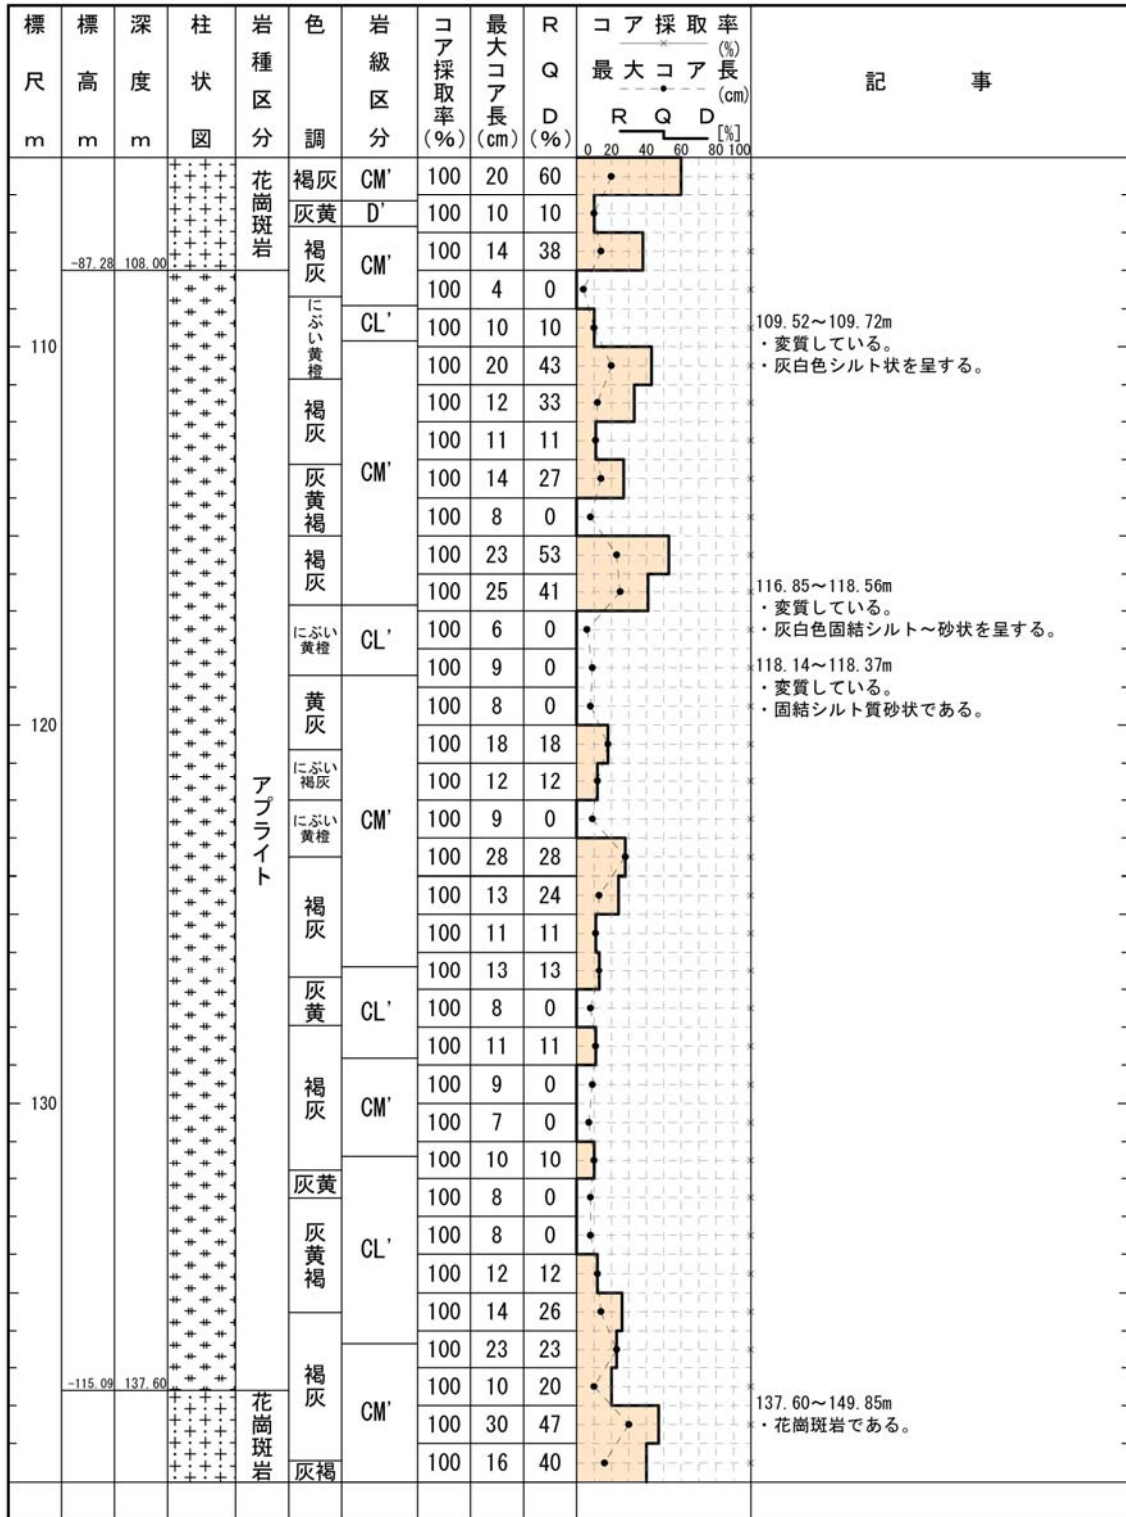 標尺m
標高m
深度m
柱状図
岩種区分
色調
岩級区分
コア採取率(%)
最大コア長(cm)
RQD(%)
コア採取率(%)
最大コア長(cm)
RQD[%]
0 20 40 60 80 100
記事
花崗斑岩
褐灰
CM'
100 20 60
灰黄
D'
100 10 10
褐灰
CM'
100 14 38
-87.28 108.00
アプライト
100 4 0
にぶい黄橙
CL'
100 10 10
109.52～109.72m
・変質している。
・灰白色シルト状を呈する。
110
CM'
100 20 43
褐灰
100 12 33
100 11 11
灰黄褐
100 14 27
100 8 0
褐灰
100 23 53
100 25 41
116.85～118.56m
・変質している。
・灰白色固結シルト～砂状を呈する。
にぶい黄橙
CL'
100 6 0
100 9 0
118.14～118.37m
・変質している。
・固結シルト質砂状である。
黄灰
CM'
100 8 0
120
100 18 18
にぶい褐灰
100 12 12
にぶい黄橙
100 9 0
100 28 28
褐灰
100 13 24
100 11 11
100 13 13
灰黄
CL'
100 8 0
褐灰
100 11 11
CM'
100 9 0
130
100 7 0
CL'
100 10 10
灰黄
100 8 0
灰黄褐
100 8 0
100 12 12
褐灰
100 14 26
CM'
100 23 23
100 10 20
-115.09 137.60
花崗斑岩
137.60～149.85m
・花崗斑岩である。
100 30 47
灰褐
100 16 40